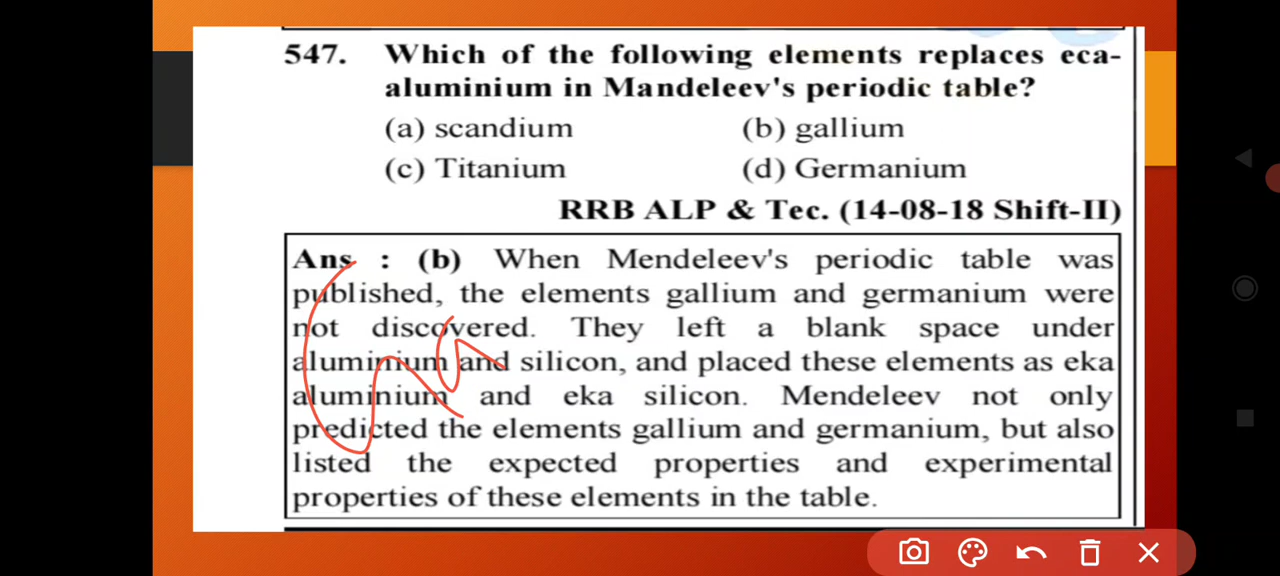 547. Which of the following elements replaces eca-
aluminium in Mandeleev's periodic table?
(a) scandium (b) gallium
(c) Titanium (d) Germanium
RRB ALP & Tec. (14-08-18 Shift-II)
Ans : (b) When Mendeleev's periodic table was
published, the elements gallium and germanium were
not discovered. They left a blank space under
aluminium and silicon, and placed these elements as eka
aluminium and eka silicon. Mendeleev not only
predicted the elements gallium and germanium, but also
listed the expected properties and experimental
properties of these elements in the table.